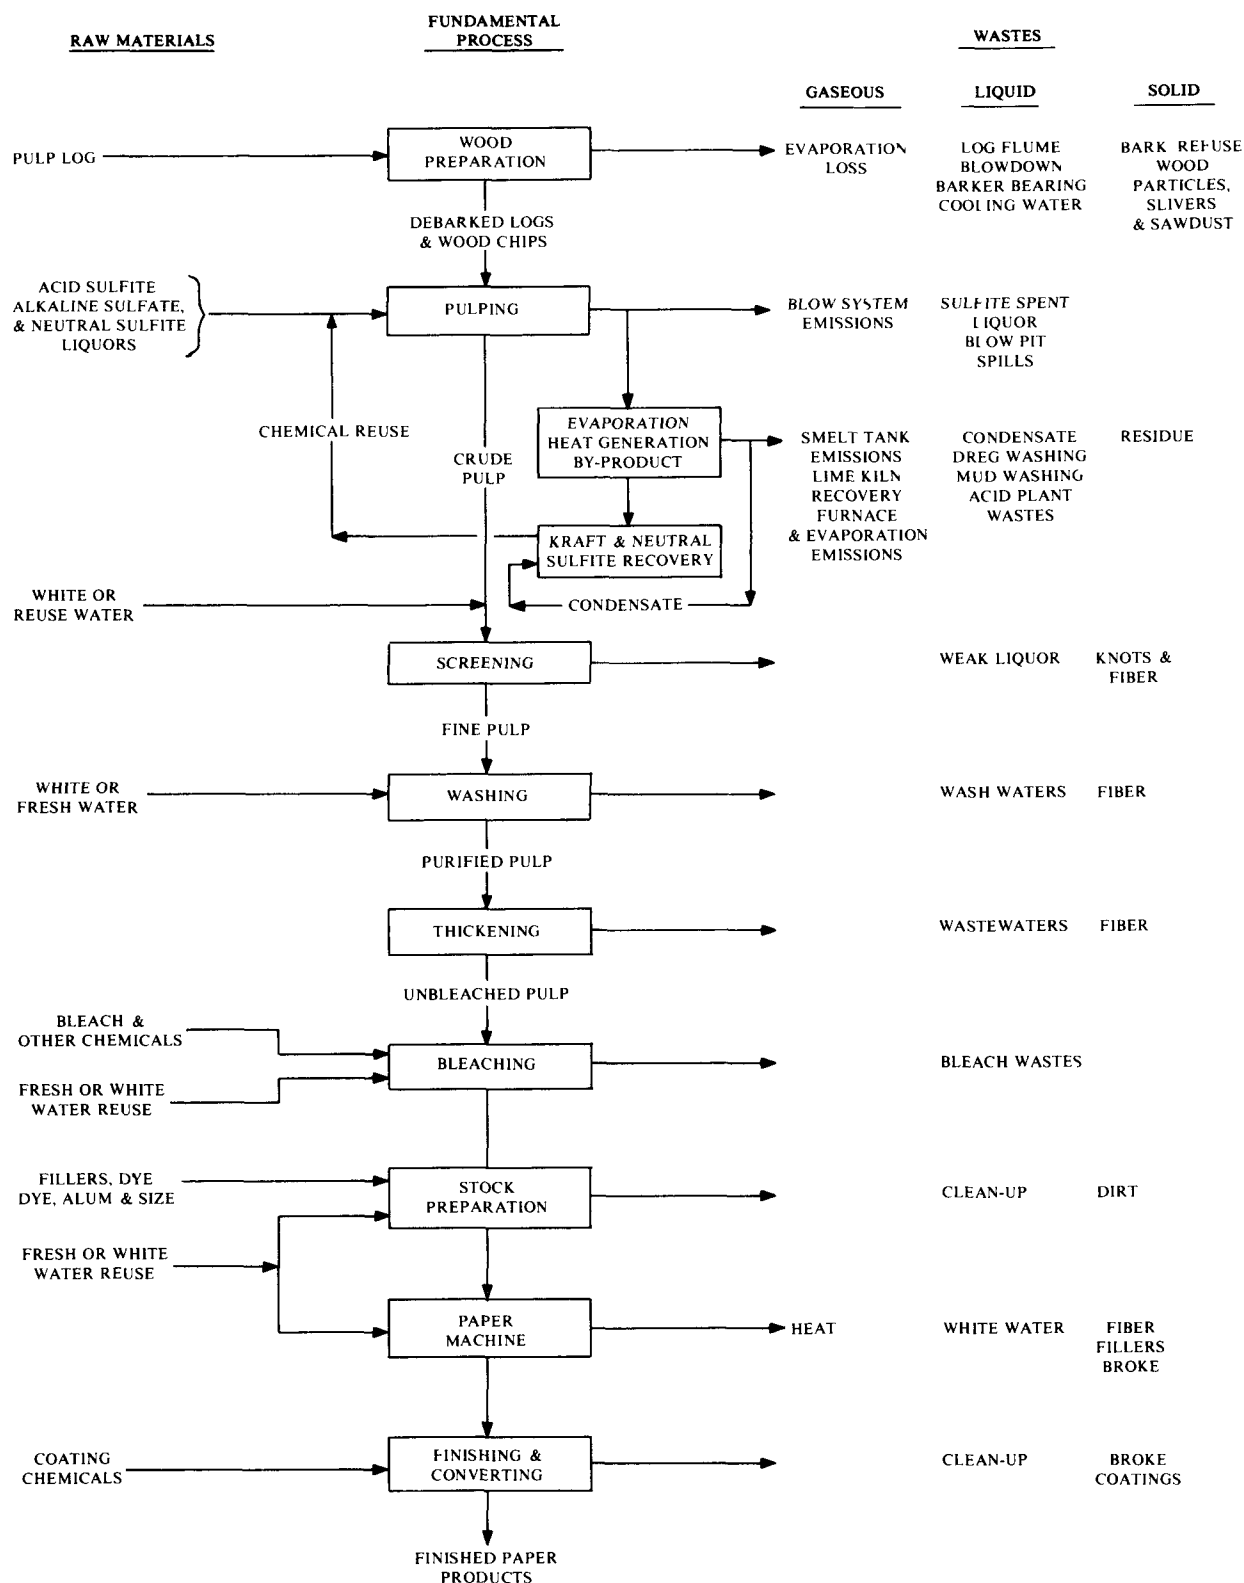 RAW MATERIALS
FUNDAMENTAL
PROCESS
WASTES
GASEOUS
LIQUID
SOLID
PULP LOG
WOOD
PREPARATION
EVAPORATION
LOSS
LOG FLUME
BLOWDOWN
BARKER BEARING
COOLING WATER
BARK REFUSE
WOOD
PARTICLES,
SLIVERS
& SAWDUST
DEBARKED LOGS
& WOOD CHIPS
ACID SULFITE
ALKALINE SULFATE,
& NEUTRAL SULFITE
LIQUORS
PULPING
BLOW SYSTEM
EMISSIONS
SULFITE SPENT
LIQUOR
BLOW PIT
SPILLS
CHEMICAL REUSE
CRUDE
PULP
EVAPORATION
HEAT GENERATION
BY-PRODUCT
SMELT TANK
EMISSIONS
LIME KILN
RECOVERY
FURNACE
& EVAPORATION
EMISSIONS
CONDENSATE
DREG WASHING
MUD WASHING
ACID PLANT
WASTES
RESIDUE
KRAFT & NEUTRAL
SULFITE RECOVERY
CONDENSATE
WHITE OR
REUSE WATER
SCREENING
WEAK LIQUOR
KNOTS &
FIBER
FINE PULP
WHITE OR
FRESH WATER
WASHING
WASH WATERS
FIBER
PURIFIED PULP
THICKENING
WASTEWATERS
FIBER
UNBLEACHED PULP
BLEACH &
OTHER CHEMICALS
BLEACHING
BLEACH WASTES
FRESH OR WHITE
WATER REUSE
FILLERS, DYE
DYE, ALUM & SIZE
STOCK
PREPARATION
CLEAN-UP
DIRT
FRESH OR WHITE
WATER REUSE
PAPER
MACHINE
HEAT
WHITE WATER
FIBER
FILLERS
BROKE
COATING
CHEMICALS
FINISHING &
CONVERTING
CLEAN-UP
BROKE
COATINGS
FINISHED PAPER
PRODUCTS